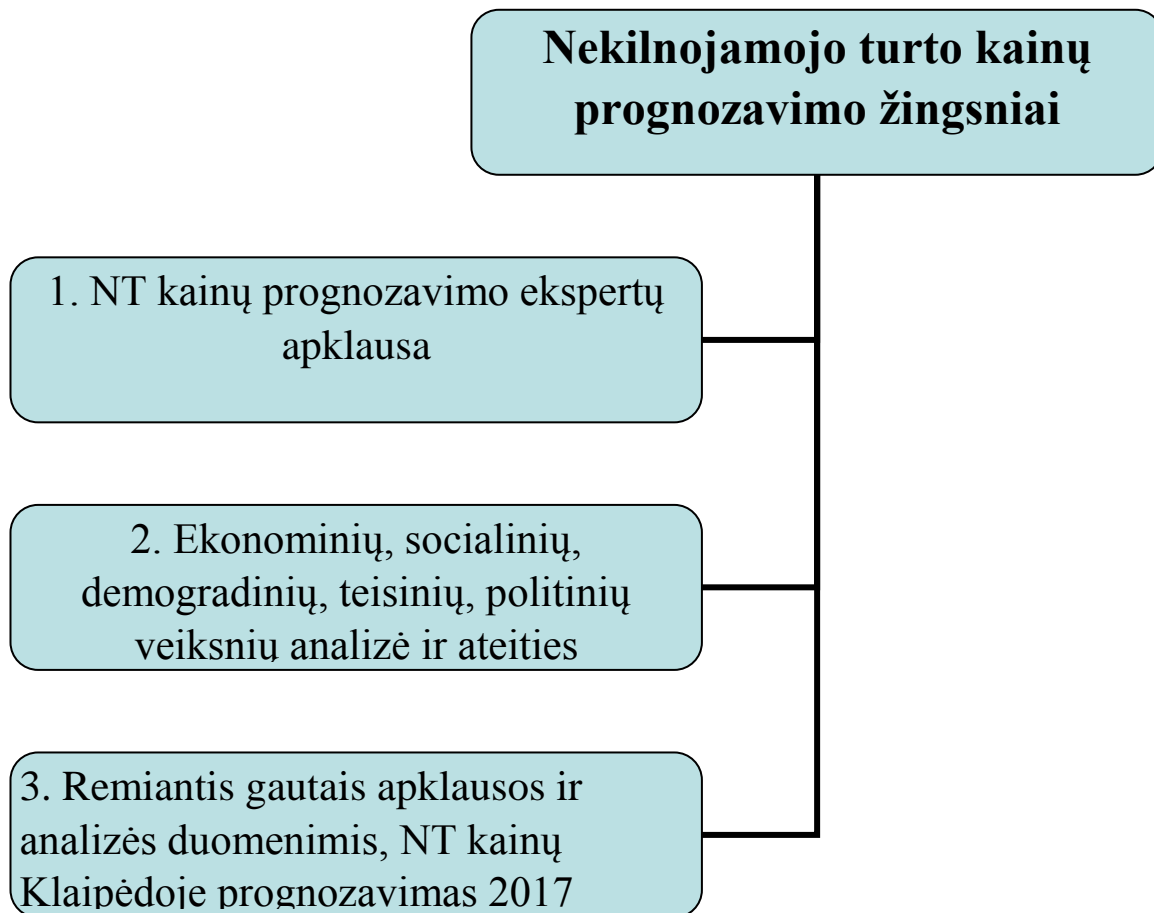 Nekilnojamojo turto kainų
prognozavimo žingsniai
1. NT kainų prognozavimo ekspertų
apklausa
2. Ekonominių, socialinių,
demogradinių, teisinių, politinių
veiksnių analizė ir ateities
3. Remiantis gautais apklausos ir
analizės duomenimis, NT kainų
Klaipėdoje prognozavimas 2017